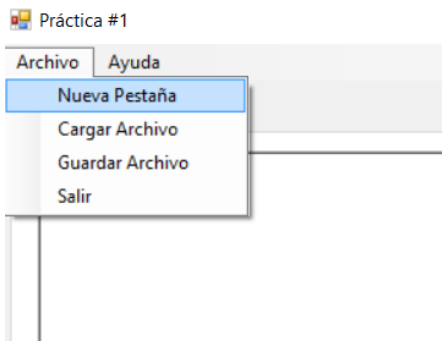 Práctica #1
Archivo Ayuda
Nueva Pestaña
Cargar Archivo
Guardar Archivo
Salir